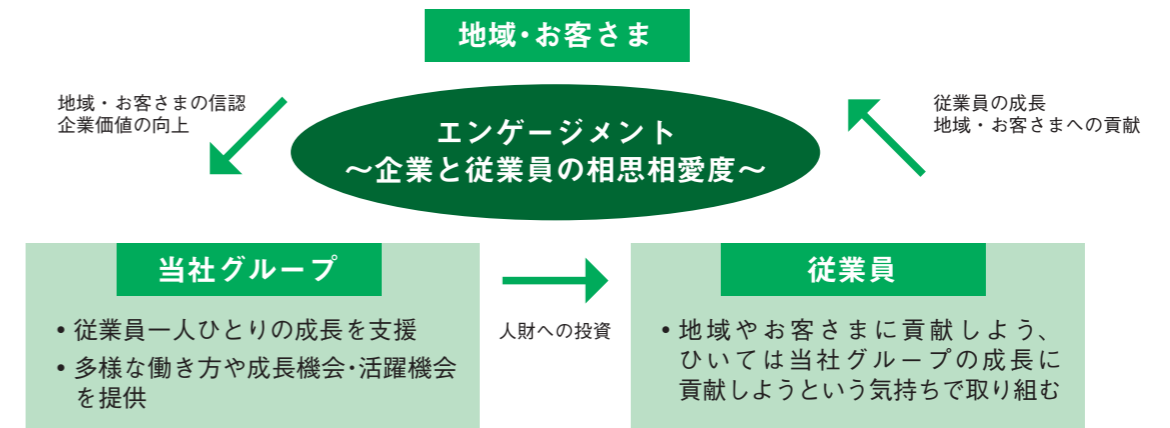 地域・お客さま
地域・お客さまの信認
企業価値の向上
エンゲージメント
～企業と従業員の相思相愛度～
従業員の成長
地域・お客さまへの貢献
当社グループ
• 従業員一人ひとりの成長を支援
• 多様な働き方や成長機会・活躍機会
を提供
人財への投資
従業員
• 地域やお客さまに貢献しよう、
ひいては当社グループの成長に
貢献しようという気持ちで取り組む